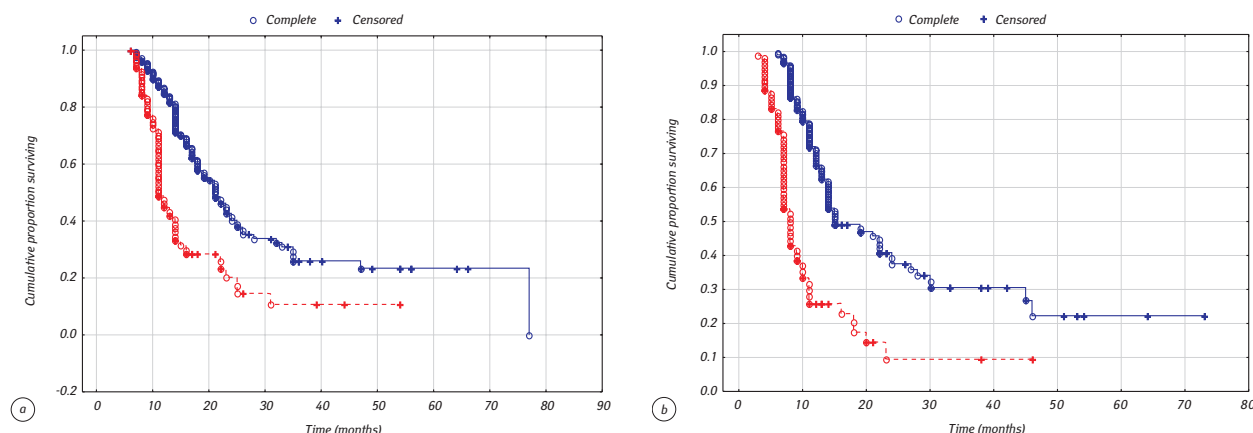 Complete Censored
1.0
0.8
0.6
0.4
0.2
0.0
-0.2
Cumulative proportion surviving
0 10 20 30 40 50 60 70 80 90
Time (months)
a
Complete Censored
1.0
0.9
0.8
0.7
0.6
0.5
0.4
0.3
0.2
0.1
0.0
Cumulative proportion surviving
0 10 20 30 40 50 60 70 80
Time (months)
b